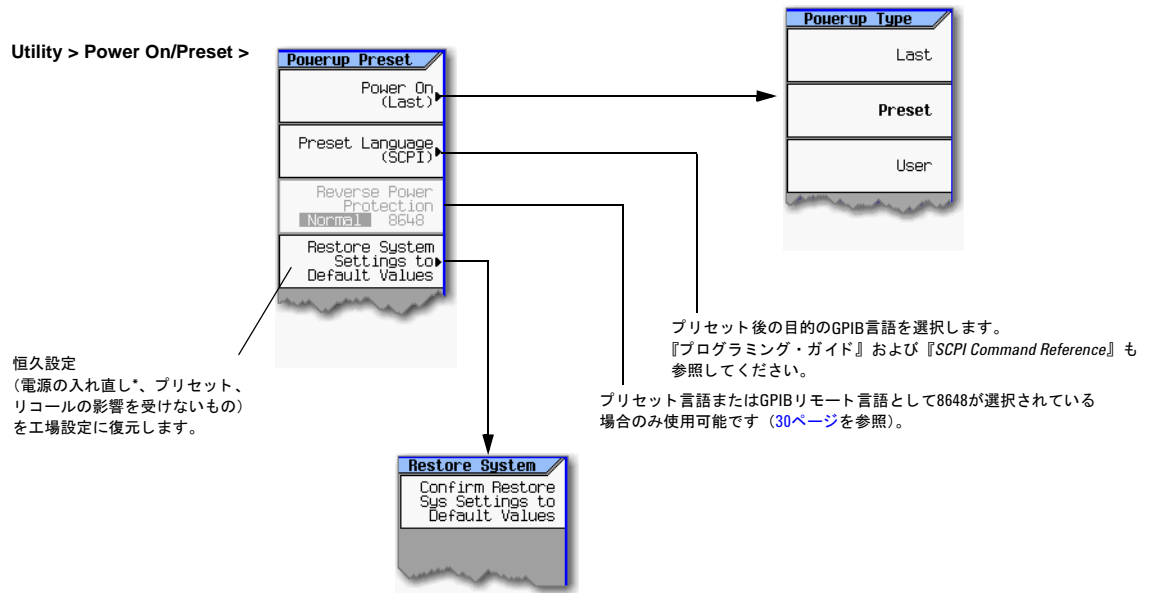 Utility > Power On/Preset >
Powerup Preset
Power On
(Last)
Preset Language
(SCPI)
Reverse Power
Protection
Normal 8648
Restore System
Settings to
Default Values
Powerup Type
Last
Preset
User
プリセット後の目的のGPIB言語を選択します。
『プログラミング・ガイド』および『SCPI Command Reference』も
参照してください。
恒久設定
(電源の入れ直し*、プリセット、
リコールの影響を受けないもの)
を工場設定に復元します。
プリセット言語またはGPIBリモート言語として8648が選択されている
場合のみ使用可能です(30ページを参照)。
Restore System
Confirm Restore
Sys Settings to
Default Values